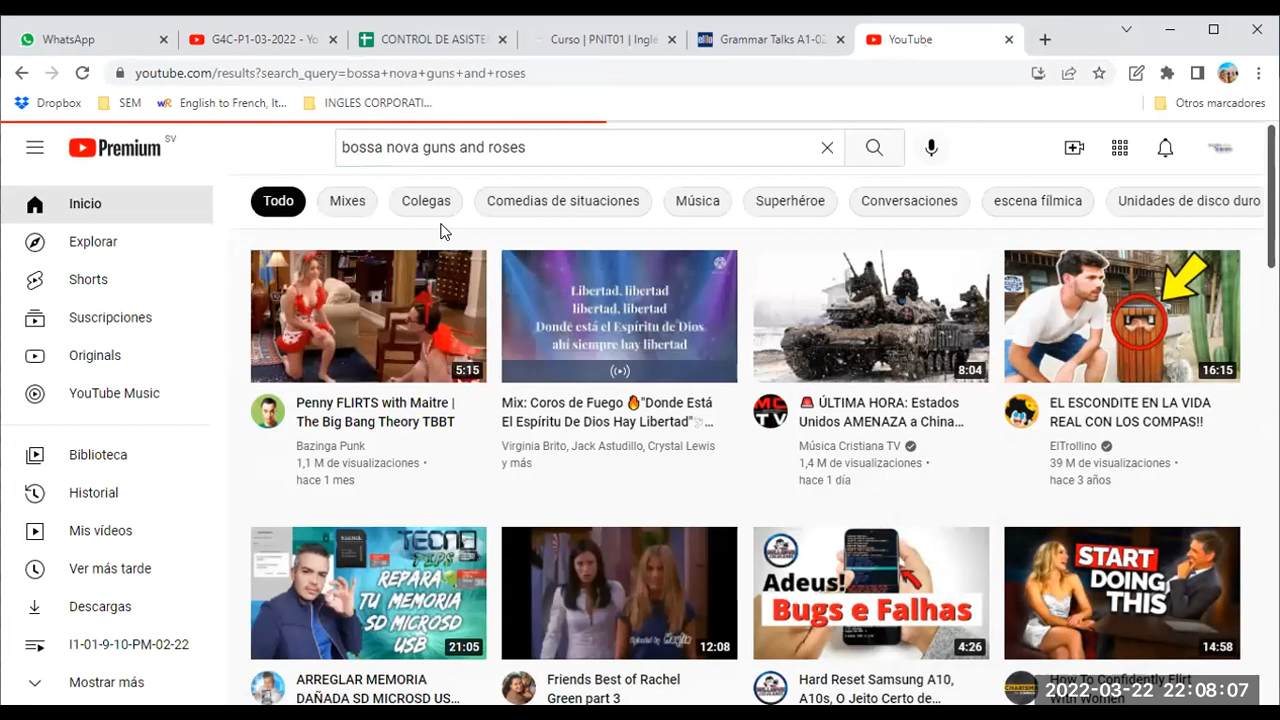 WhatsApp
G4C-P1-03-2022 - Yo
CONTROL DE ASISTE
Curso | PNIT01 | Inglé
Grammar Talks A1-02
YouTube
youtube.com/results?search_query=bossa+nova+guns+and+roses
Dropbox
SEM
English to French, It...
INGLES CORPORATI...
Otros marcadores
Premium SV
bossa nova guns and roses
Inicio
Explorar
Shorts
Suscripciones
Originals
YouTube Music
Biblioteca
Historial
Mis vídeos
Ver más tarde
Descargas
I1-01-9-10-PM-02-22
Mostrar más
Todo
Mixes
Colegas
Comedias de situaciones
Música
Superhéroe
Conversaciones
escena fílmica
Unidades de disco duro
5:15
Penny FLIRTS with Maitre |
The Big Bang Theory TBBT
Bazinga Punk
1,1 M de visualizaciones •
hace 1 mes
Libertad, libertad
libertad, libertad
Donde está el Espíritu de Dios
ahí siempre hay libertad
Mix: Coros de Fuego 🔥"Donde Está
El Espíritu De Dios Hay Libertad"...
Virginia Brito, Jack Astudillo, Crystal Lewis
y más
8:04
MC TV
🚨 ÚLTIMA HORA: Estados
Unidos AMENAZA a China...
Música Cristiana TV
1,4 M de visualizaciones •
hace 1 día
16:15
EL ESCONDITE EN LA VIDA
REAL CON LOS COMPAS!!
ElTrollino
39 M de visualizaciones •
hace 3 años
REPARA
TU MEMORIA
SD MICROSD
USB
21:05
ARREGLAR MEMORIA
DAÑADA SD MICROSD US...
12:08
Friends Best of Rachel
Green part 3
Adeus!
Bugs e Falhas
4:26
Hard Reset Samsung A10,
A10s, O Jeito Certo de
START
DOING
THIS
14:58
How To Confidently Flirt
With Women
2022-03-22 22:08:07